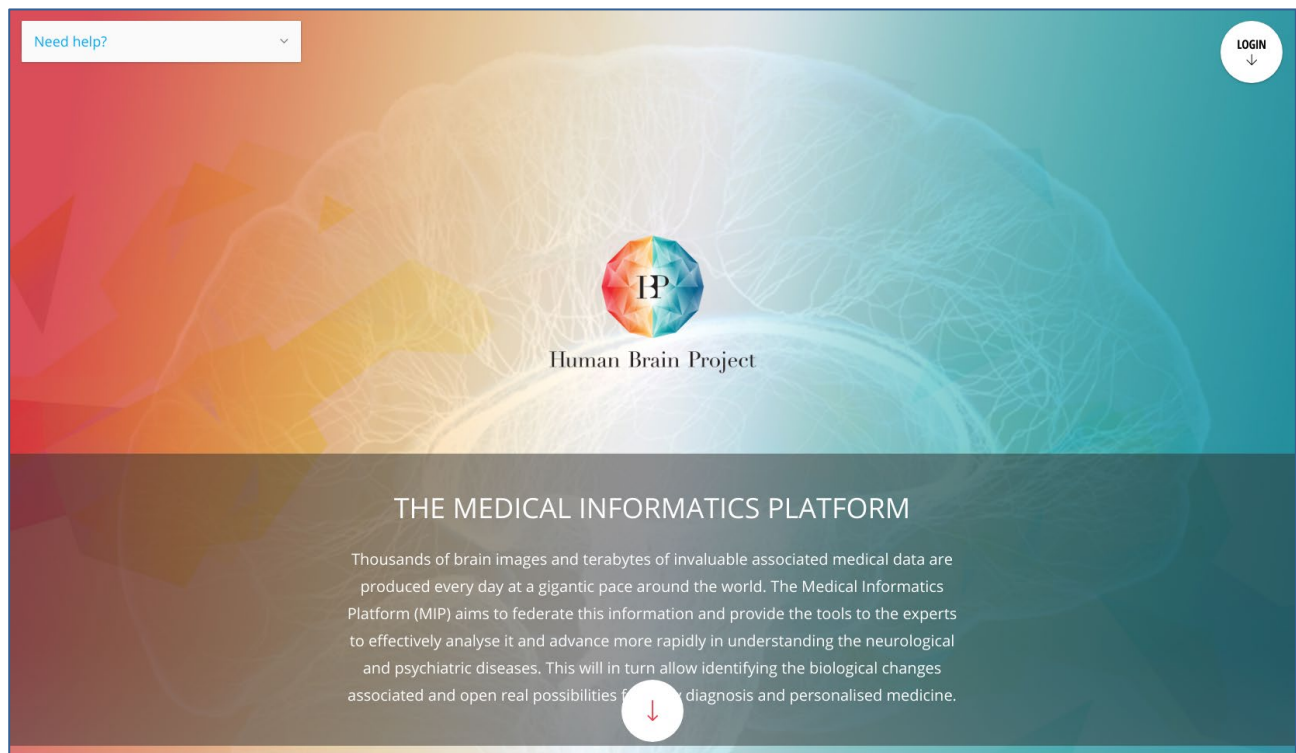 Need help?
LOGIN
HP
Human Brain Project
THE MEDICAL INFORMATICS PLATFORM
Thousands of brain images and terabytes of invaluable associated medical data are
produced every day at a gigantic pace around the world. The Medical Informatics
Platform (MIP) aims to federate this information and provide the tools to the experts
to effectively analyse it and advance more rapidly in understanding the neurological
and psychiatric diseases. This will in turn allow identifying the biological changes
associated and open real possibilities diagnosis and personalised medicine.